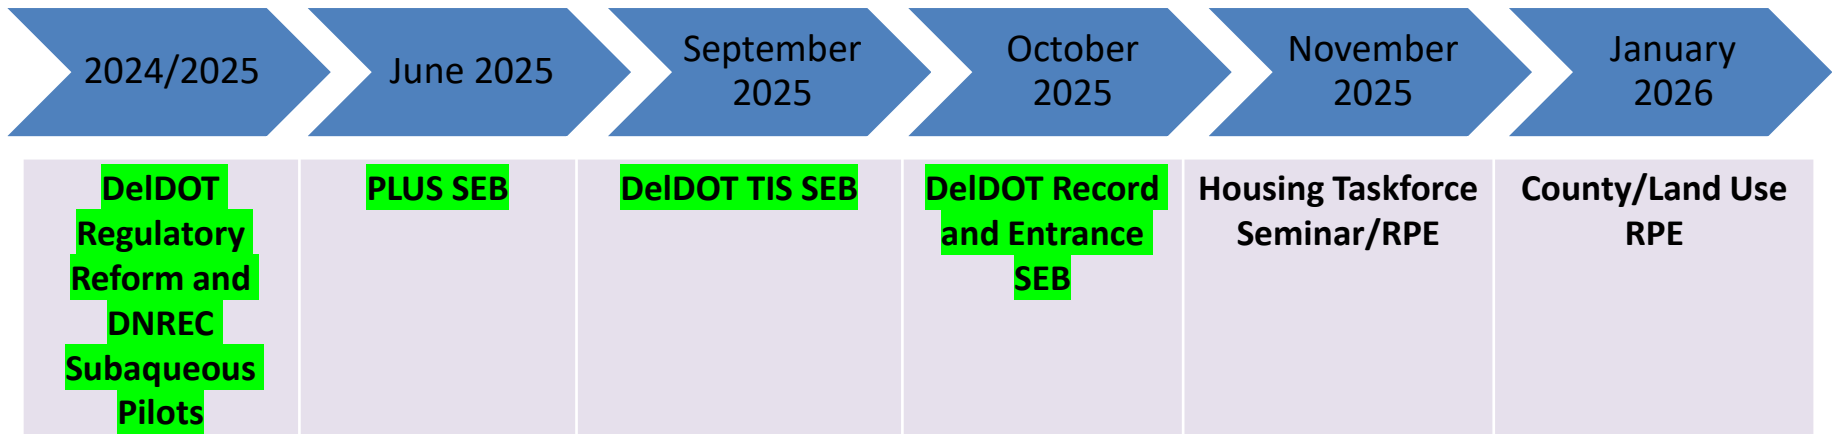 2024/2025
June 2025
September
2025
October
2025
November
2025
January
2026
DelDOT
Regulatory
Reform and
DNREC
Subaqueous
Pilots
PLUS SEB
DelDOT TIS SEB
DelDOT Record
and Entrance
SEB
Housing Taskforce
Seminar/RPE
County/Land Use
RPE